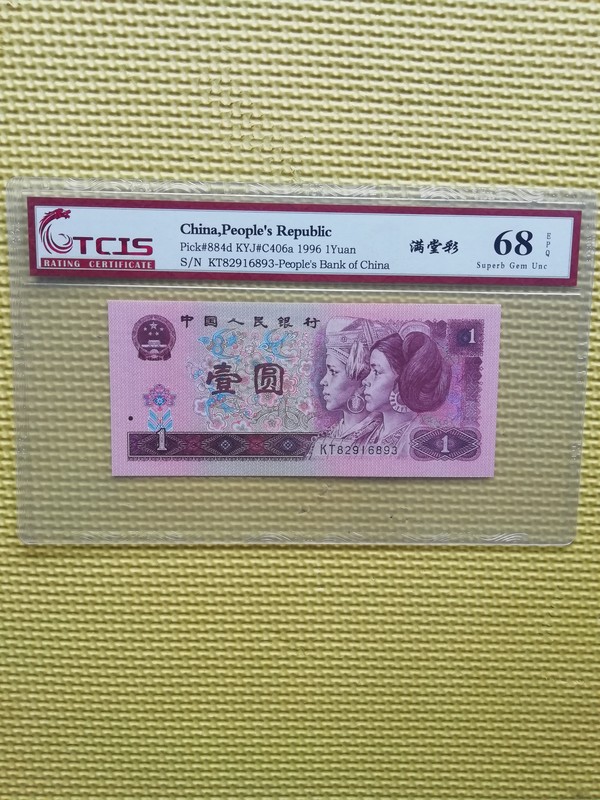 TCIS
RATING CERTIFICATE
China,People's Republic
Pick#884d KYJ#C406a 1996 1Yuan
S/N KT82916893-People's Bank of China
满堂彩
68
EPQ
Superb Gem Unc
中国人民银行
1
壹圆
1
KT82916893
1